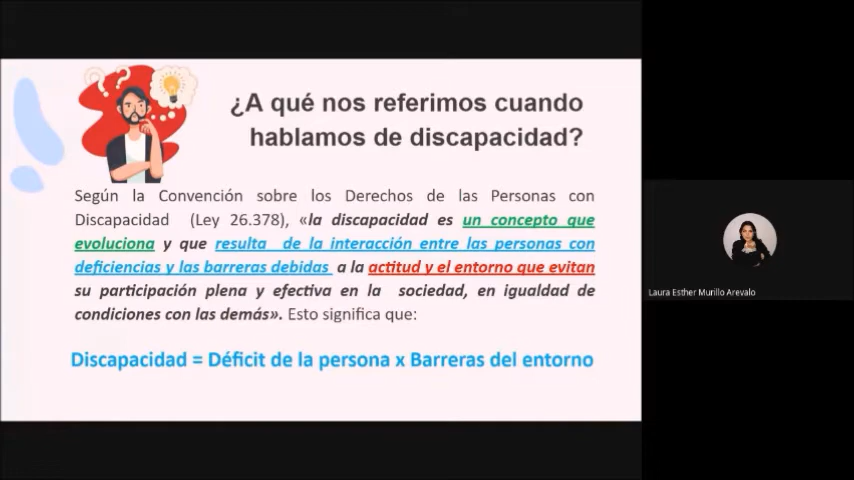 ¿A qué nos referimos cuando
hablamos de discapacidad?
Según la Convención sobre los Derechos de las Personas con
Discapacidad (Ley 26.378), «la discapacidad es un concepto que
evoluciona y que resulta de la interacción entre las personas con
deficiencias y las barreras debidas a la actitud y el entorno que evitan
su participación plena y efectiva en la sociedad, en igualdad de
condiciones con las demás». Esto significa que:
Discapacidad = Déficit de la persona x Barreras del entorno
Laura Esther Murillo Arevalo